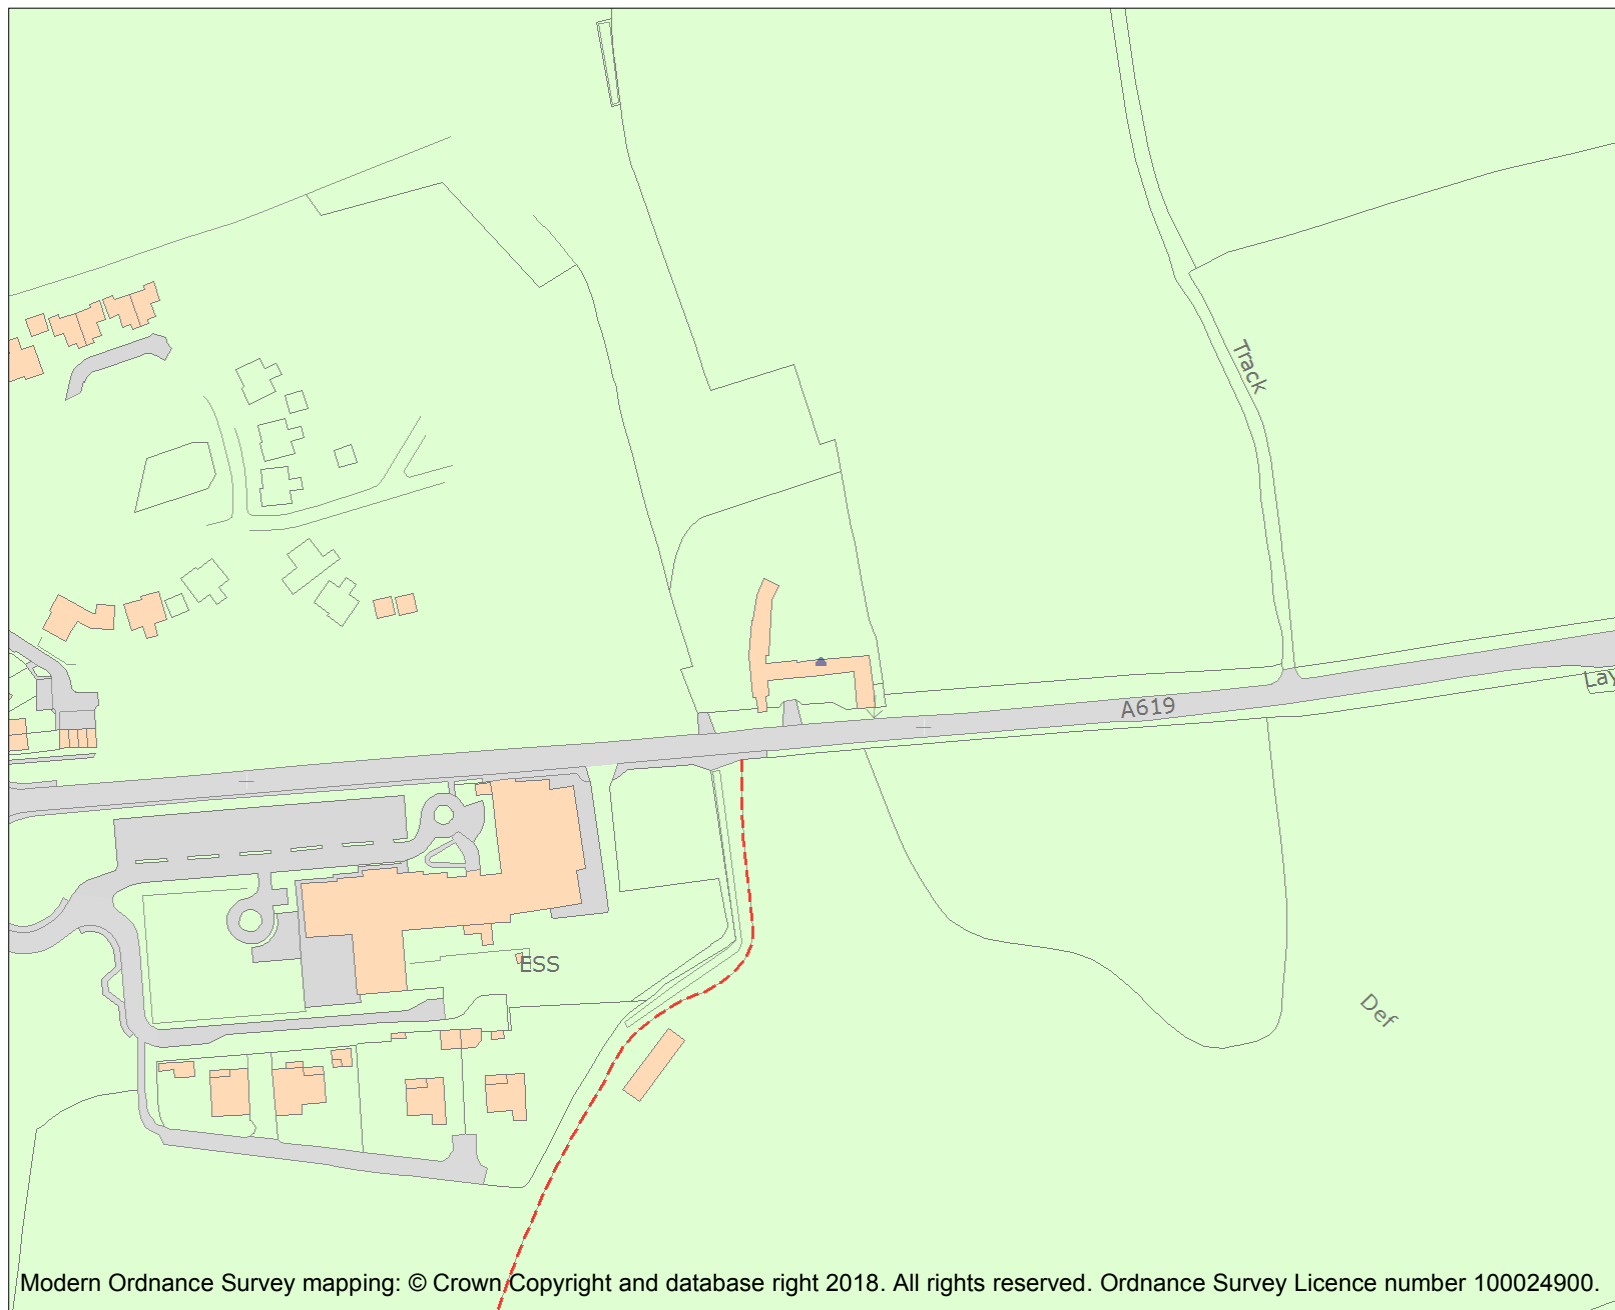 Track
Lay
A619
ESS
Def
Modern Ordnance Survey mapping: © Crown Copyright and database right 2018. All rights reserved. Ordnance Survey Licence number 100024900.